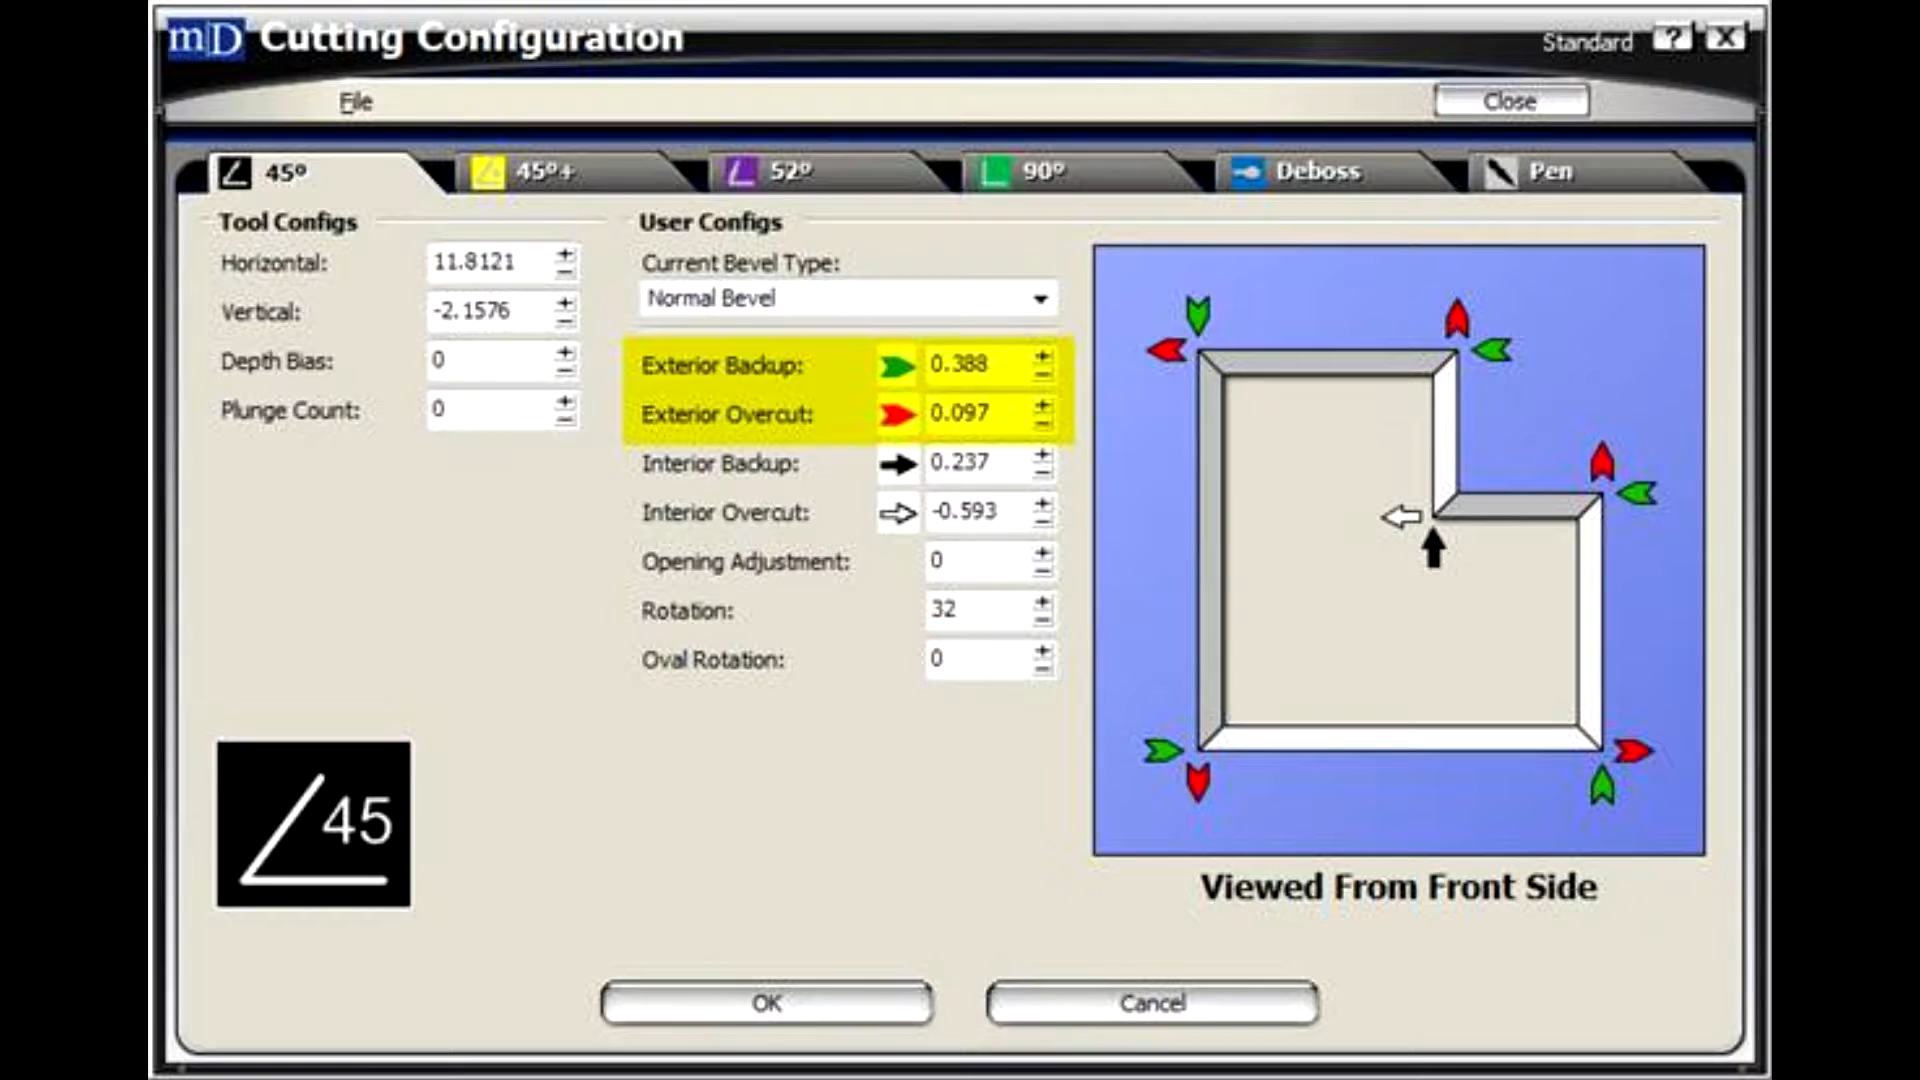 mD Cutting Configuration
Standard ? X
File
Close
45º 45º+ 52º 90º Deboss Pen
Tool Configs
Horizontal: 11.8121
Vertical: -2.1576
Depth Bias: 0
Plunge Count: 0
User Configs
Current Bevel Type:
Normal Bevel
Exterior Backup: 0.388
Exterior Overcut: 0.097
Interior Backup: 0.237
Interior Overcut: -0.593
Opening Adjustment: 0
Rotation: 32
Oval Rotation: 0
45
Viewed From Front Side
OK Cancel